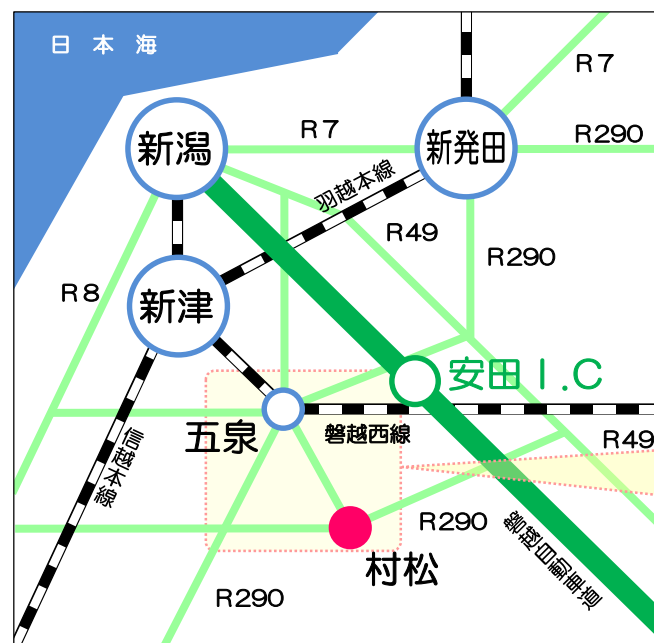 日本海
R7
新潟
R7
新発田
R290
羽越本線
R49
R290
R8
新津
安田I.C
五泉
磐越西線
R49
信越本線
R290
磐越自動車道
村松
R290